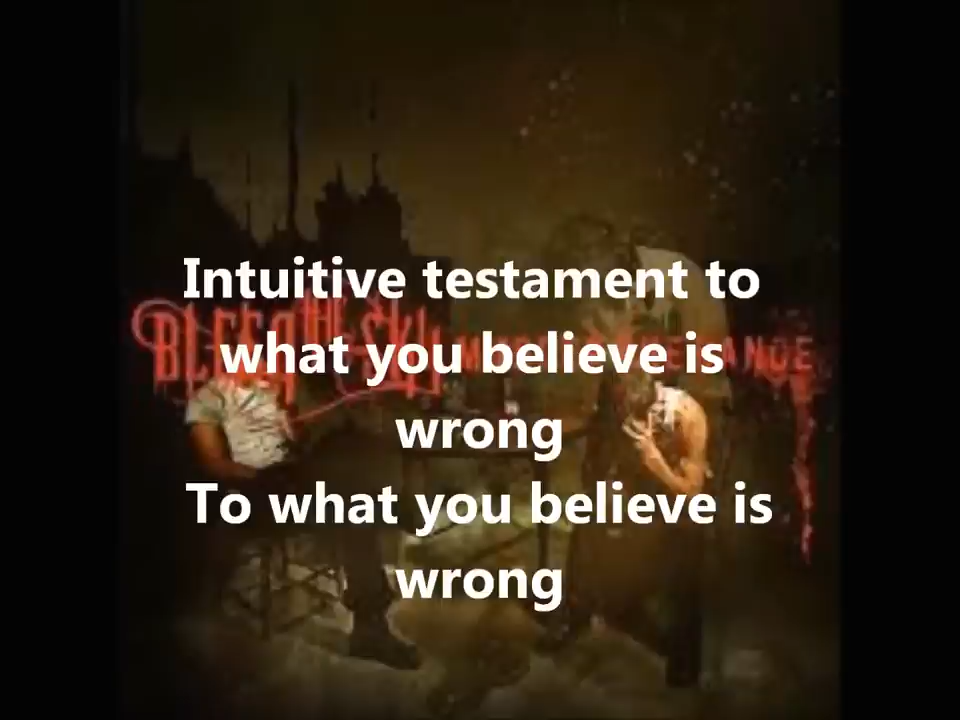 Intuitive testament to
what you believe is
wrong
To what you believe is
wrong